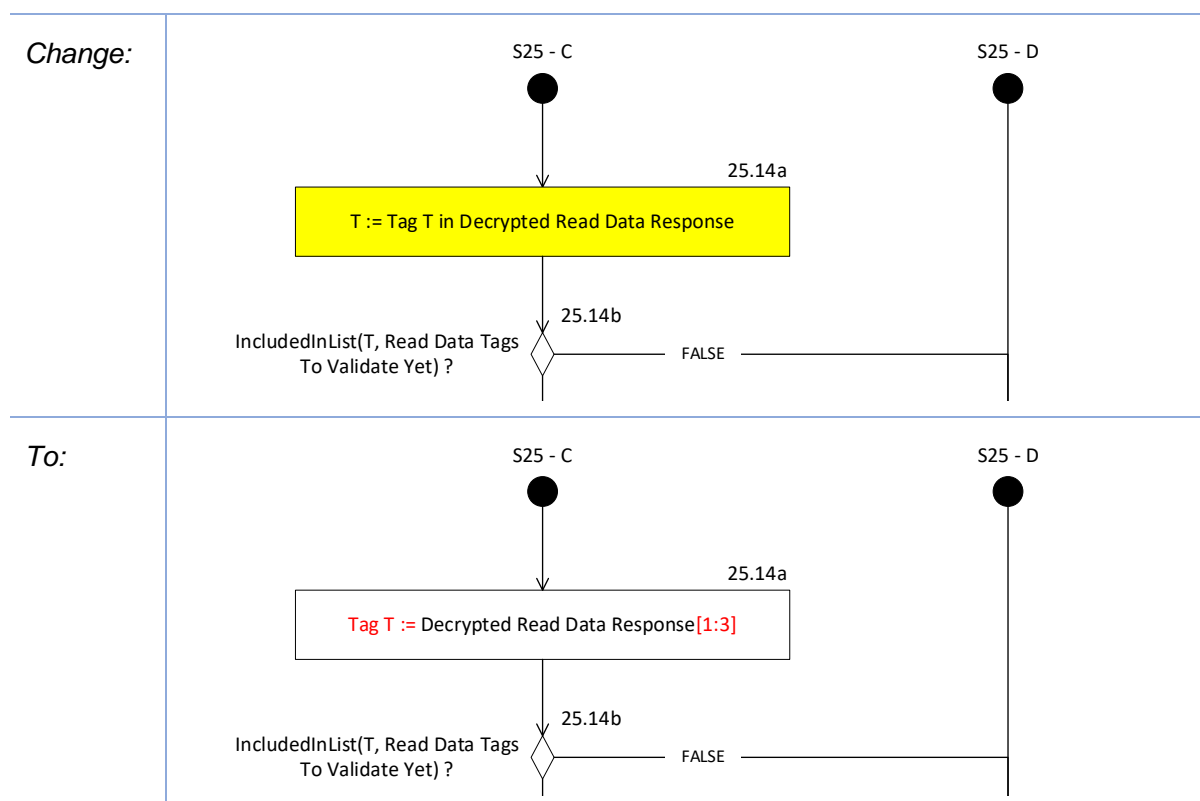 Change:
S25 - C
S25 - D
25.14a
T := Tag T in Decrypted Read Data Response
25.14b
IncludedInList(T, Read Data Tags
To Validate Yet) ?
FALSE
To:
S25 - C
S25 - D
25.14a
Tag T := Decrypted Read Data Response[1:3]
25.14b
IncludedInList(T, Read Data Tags
To Validate Yet) ?
FALSE